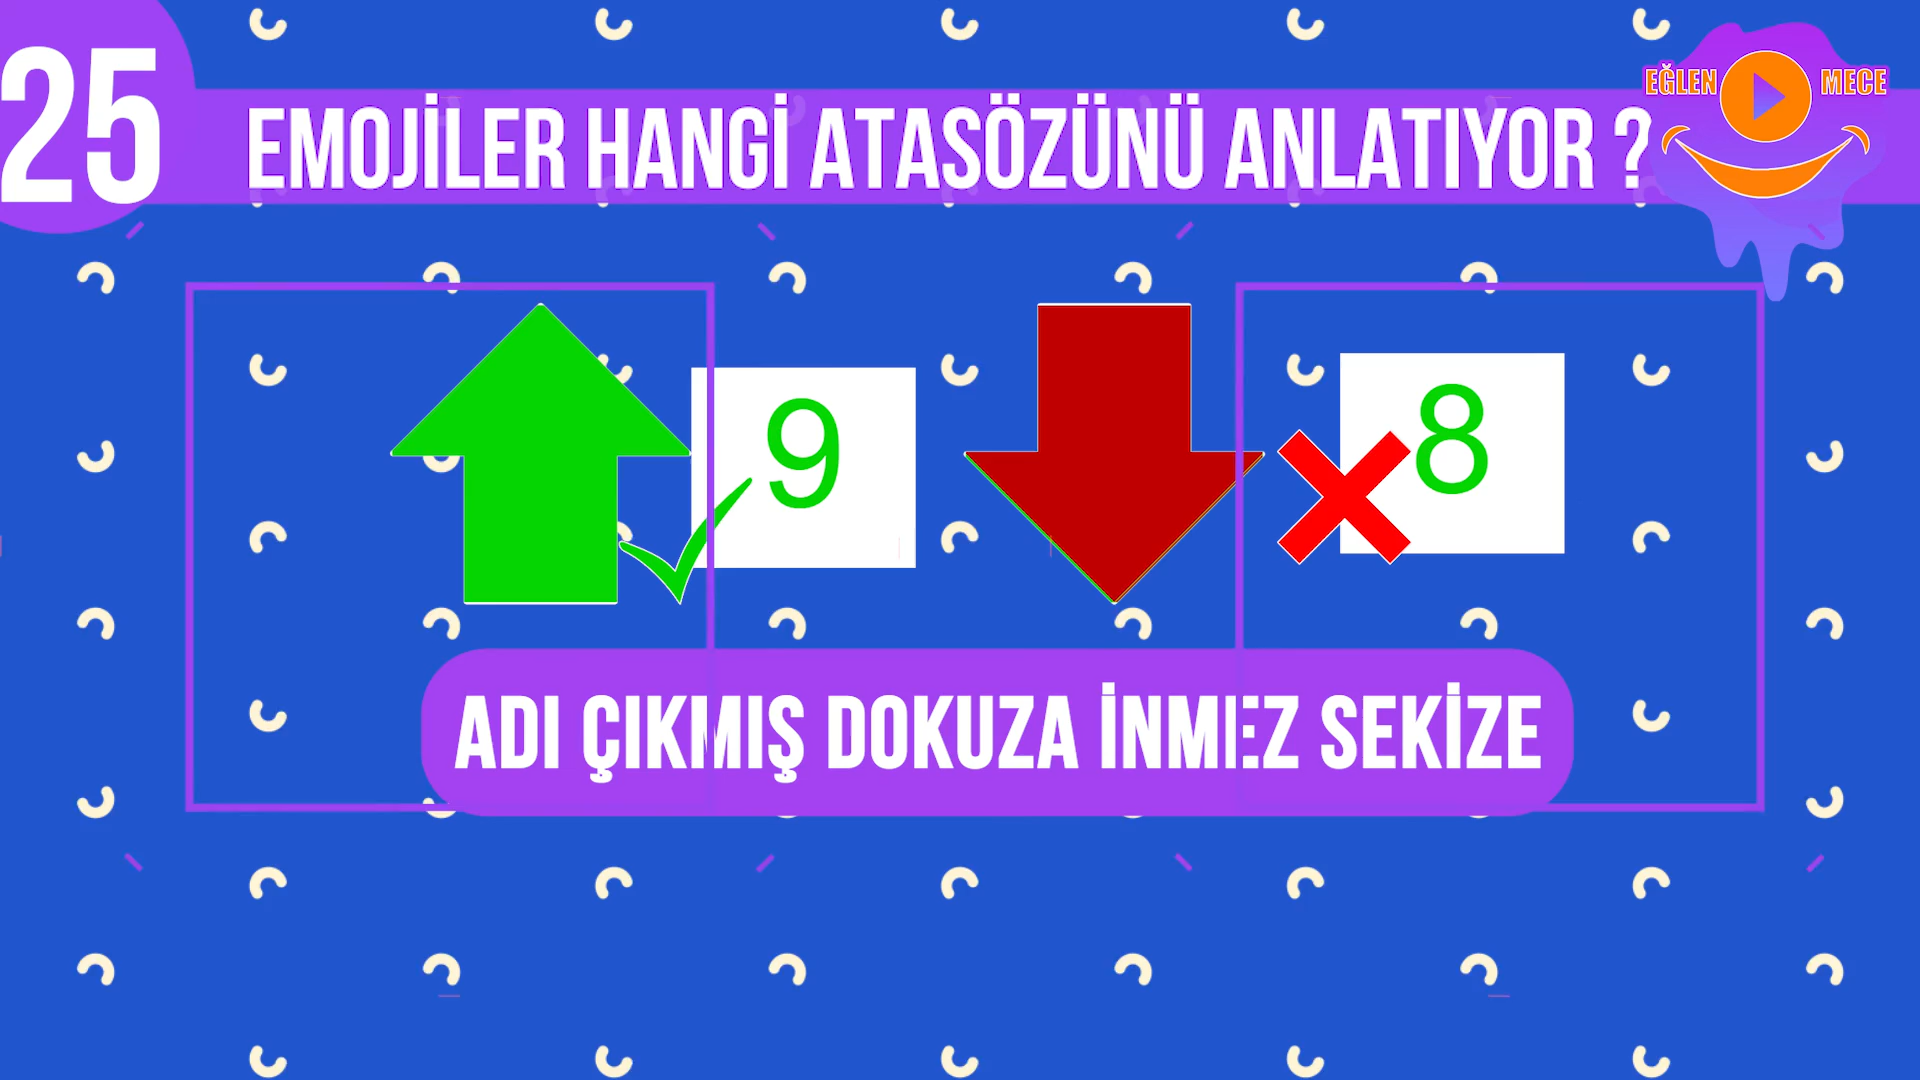 25
EMOJİLER HANGİ ATASÖZÜNÜ ANLATIYOR ?
EĞLEN MECE
9
8
ADI ÇIKMIŞ DOKUZA İNMEZ SEKİZE